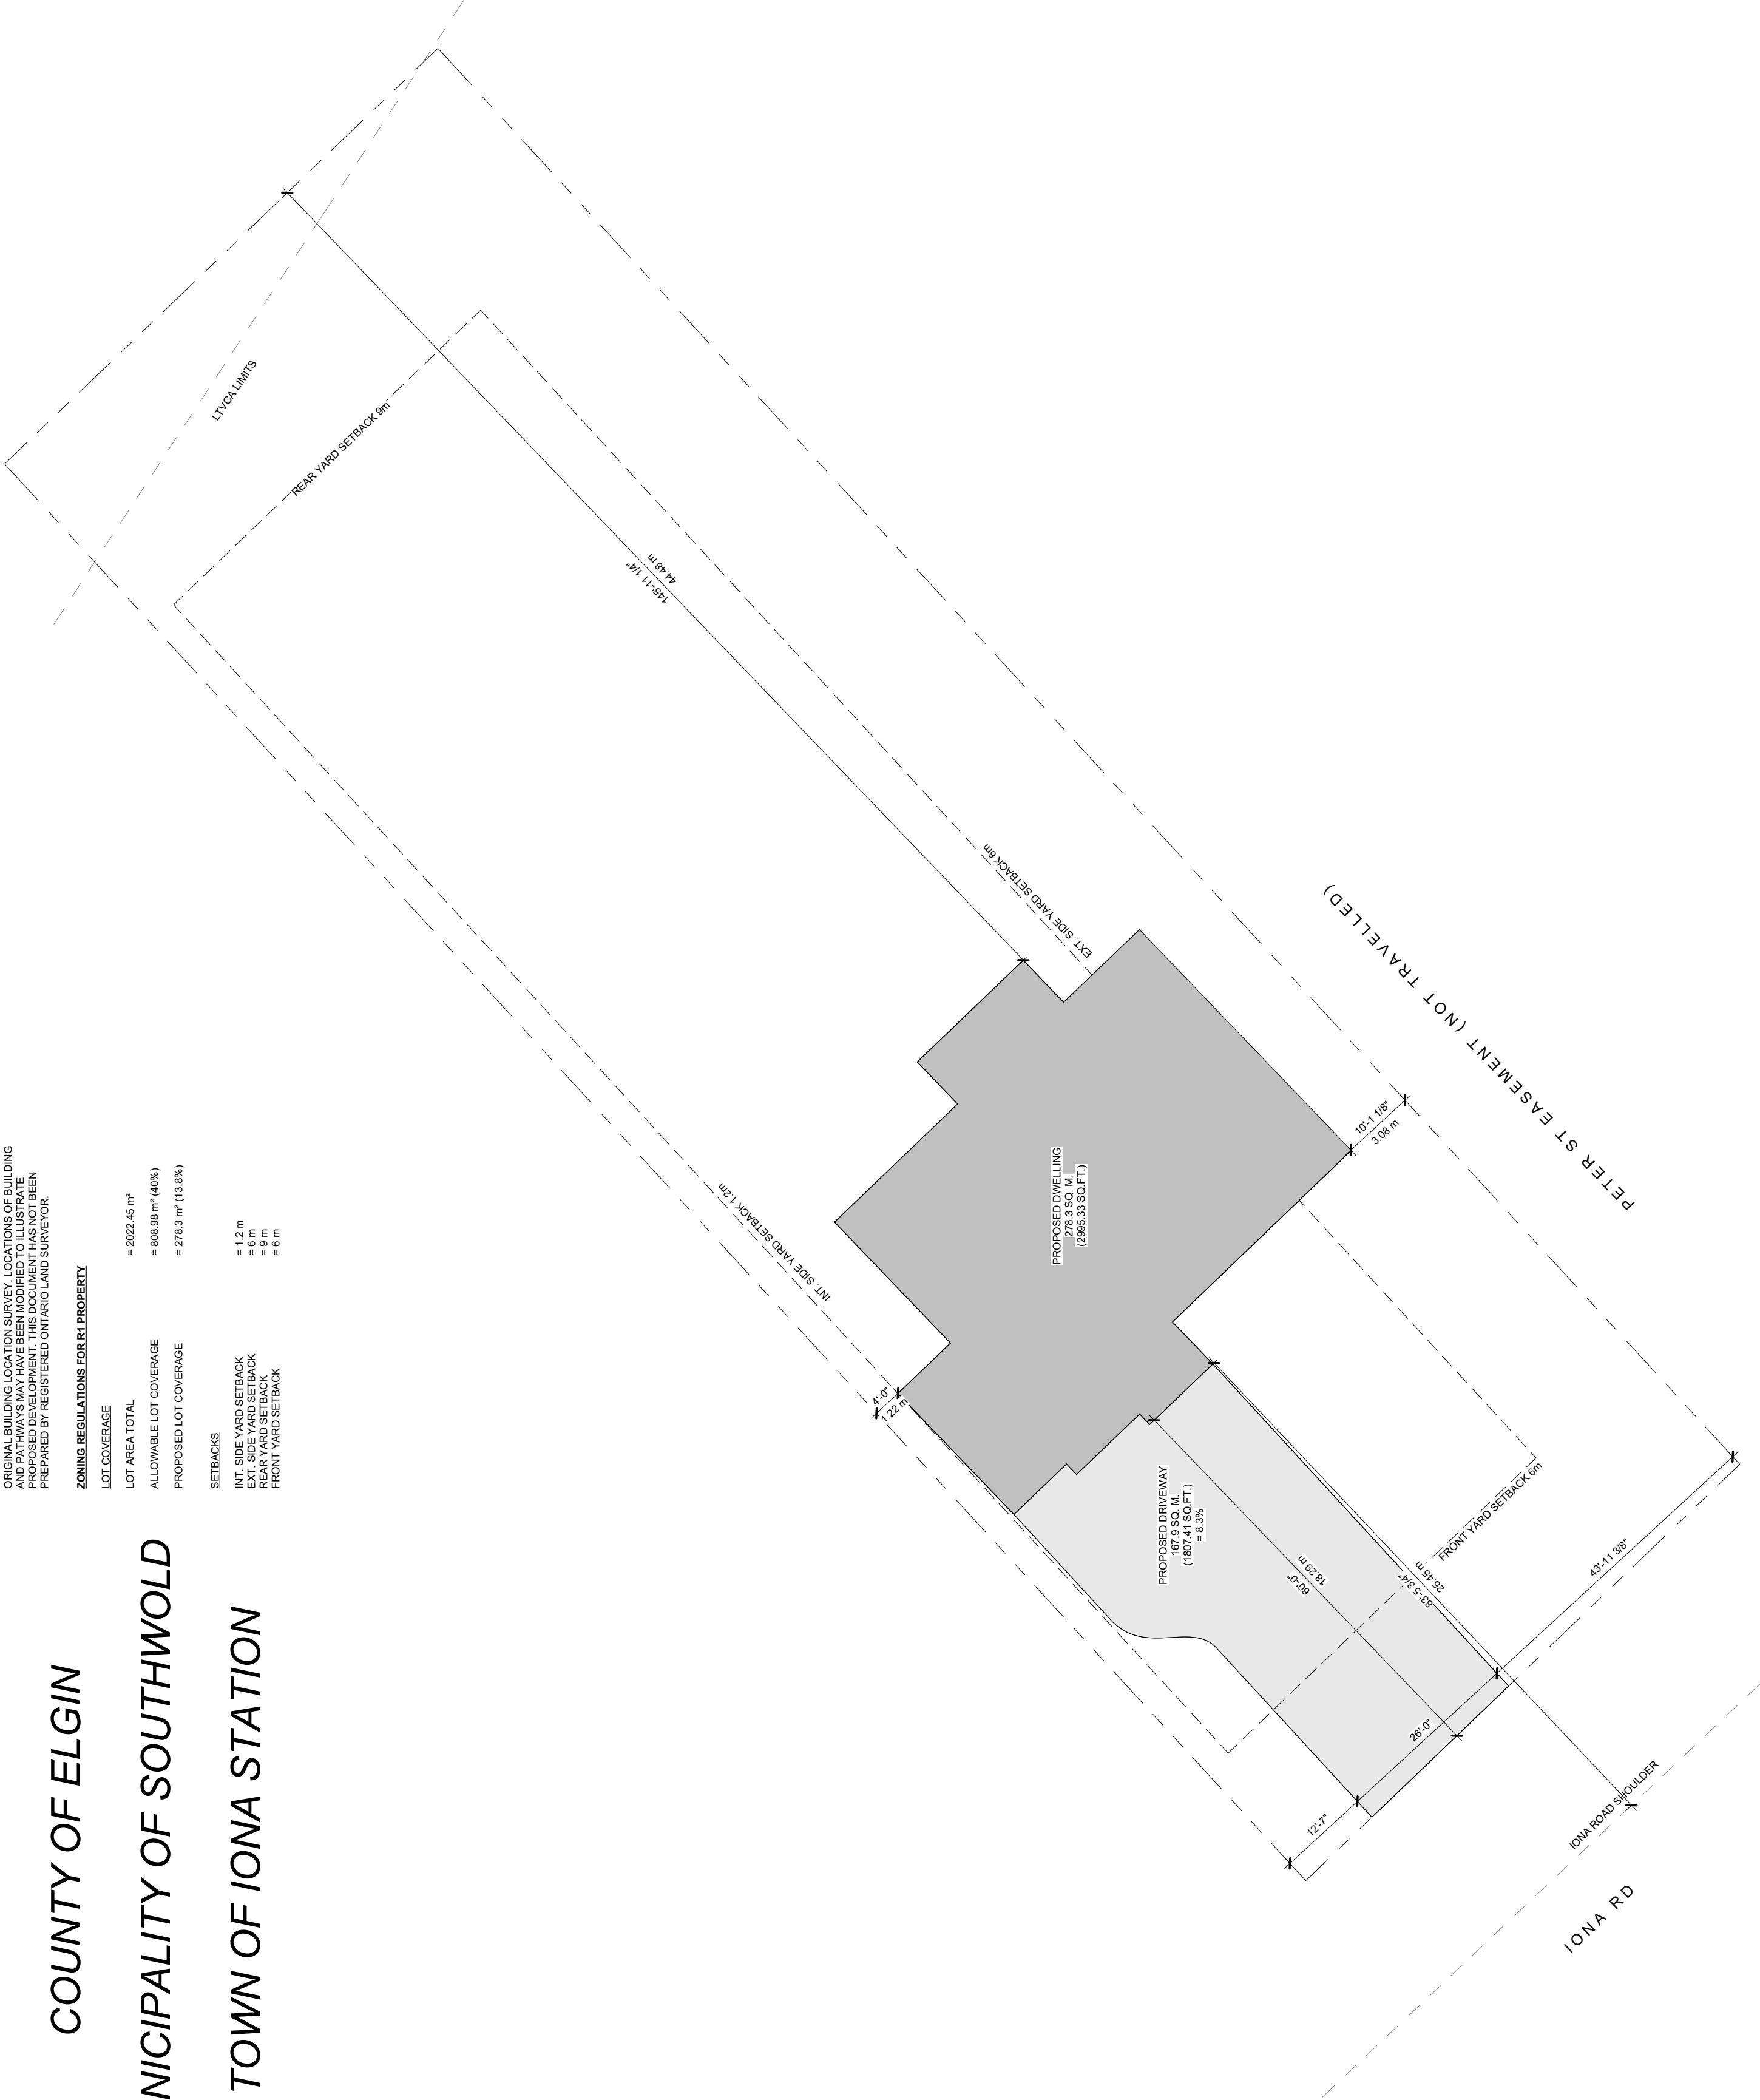 COUNTY OF ELGIN
NICIPALITY OF SOUTHWOLD
TOWN OF IONA STATION
ORIGINAL BUILDING LOCATION SURVEY. LOCATIONS OF BUILDING
AND PATHWAYS MAY HAVE BEEN MODIFIED TO ILLUSTRATE
PROPOSED DEVELOPMENT. THIS DOCUMENT HAS NOT BEEN
PREPARED BY REGISTERED ONTARIO LAND SURVEYOR.
ZONING REGULATIONS FOR R1 PROPERTY
LOT COVERAGE
LOT AREA TOTAL = 2022.45 m²
ALLOWABLE LOT COVERAGE = 808.98 m² (40%)
PROPOSED LOT COVERAGE = 278.3 m² (13.8%)
SETBACKS
INT. SIDE YARD SETBACK = 1.2 m
EXT. SIDE YARD SETBACK = 6 m
REAR YARD SETBACK = 9 m
FRONT YARD SETBACK = 6 m
LTVCA LIMITS
REAR YARD SETBACK 9m
44.48 m
145'-11 1/4"
EXT. SIDE YARD SETBACK 6m
INT. SIDE YARD SETBACK 1.2m
PETER ST EASEMENT (NOT TRAVELLED)
PROPOSED DWELLING
278.3 SQ. M.
(2995.33 SQ.FT.)
10'-1 1/8"
3.08 m
4'-0"
1.22 m
PROPOSED DRIVEWAY
167.9 SQ. M.
(1807.41 SQ.FT.)
= 8.3%
18.29 m
60'-0"
25.45 m
83'-5 3/4"
FRONT YARD SETBACK 6m
43'-11 3/8"
26'-0"
12'-7"
IONA ROAD SHOULDER
IONA RD